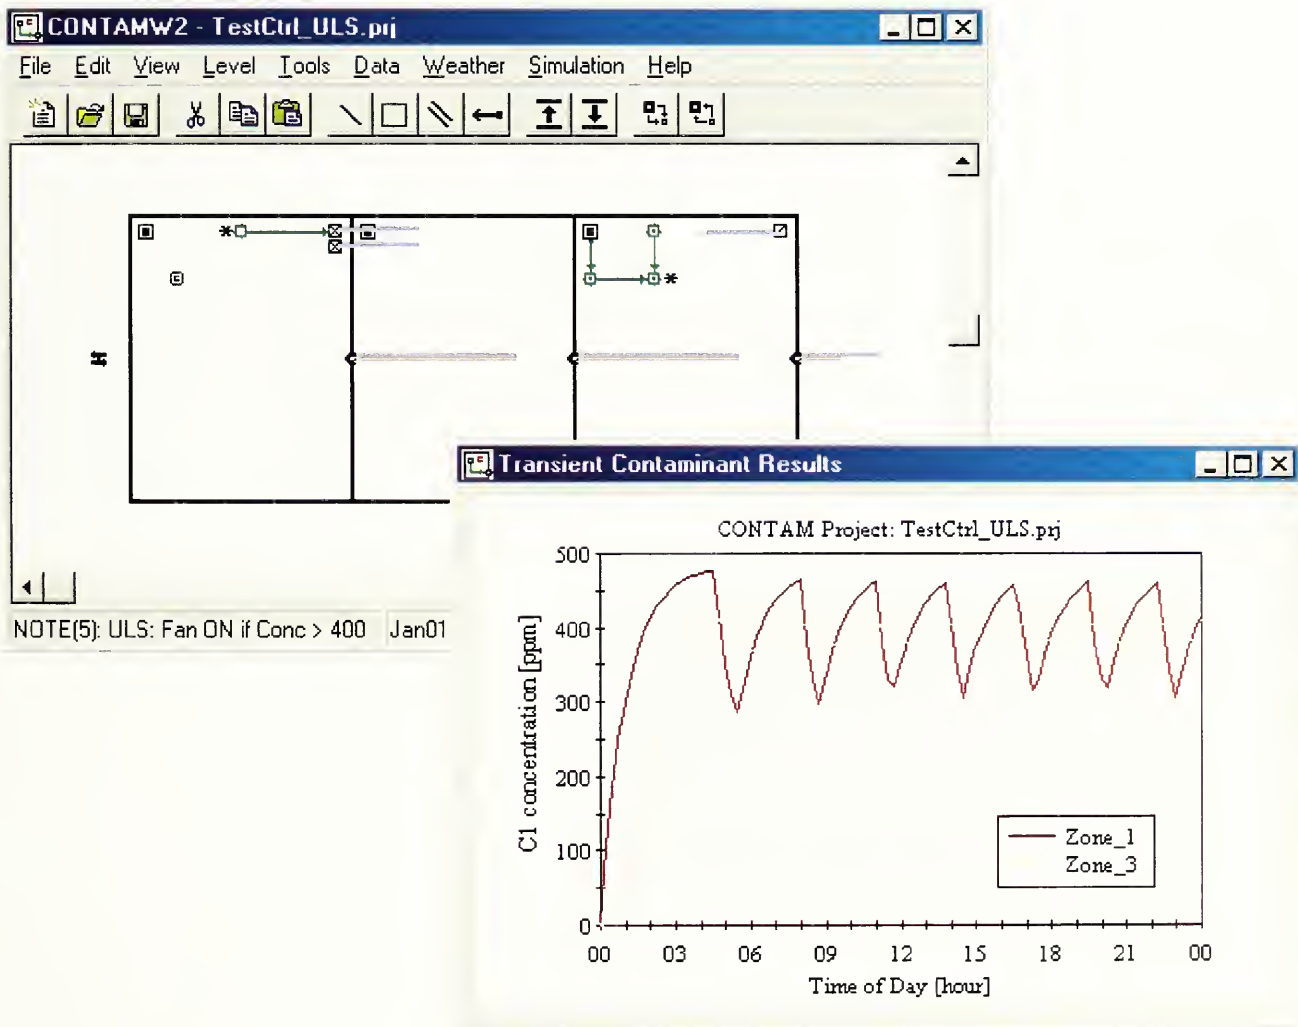 CONTAMW2 - TestCtrl_ULS.prj
File Edit View Level Tools Data Weather Simulation Help
NOTE(5): ULS: Fan ON if Conc > 400 Jan01
Transient Contaminant Results
CONTAM Project: TestCtrl_ULS.prj
500
400
300
200
100
0
C1 concentration [ppm]
Zone_1
Zone_3
00 03 06 09 12 15 18 21 00
Time of Day [hour]